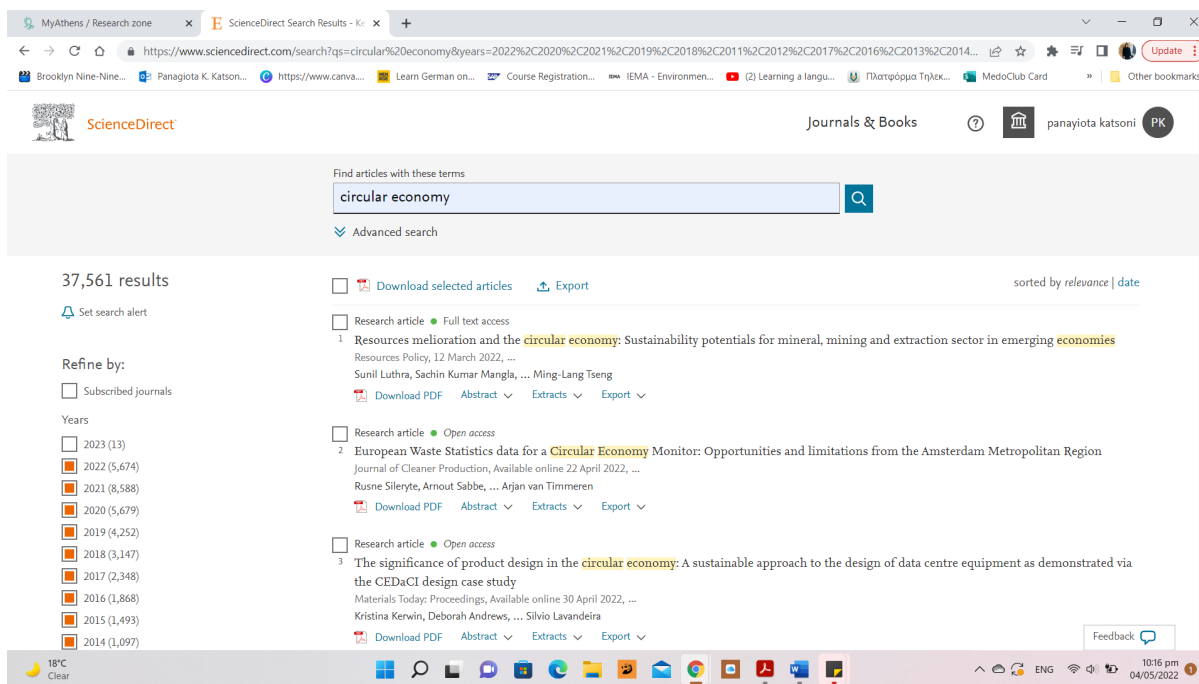 MyAthens / Research zone
ScienceDirect Search Results - Ke
https://www.sciencedirect.com/search?qs=circular%20economy&years=2022%2C2020%2C2021%2C2019%2C2018%2C2011%2C2012%2C2017%2C2016%2C2013%2C2014...
Update
Brooklyn Nine-Nine... Panagiota K. Katson... https://www.canva.... Learn German on... Course Registration... IEMA - Environmen... (2) Learning a langu... Πλατφόρμα Τηλεκ... MedoClub Card » Other bookmarks
ScienceDirect
Journals & Books
panayiota katsoni PK
Find articles with these terms
circular economy
Advanced search
37,561 results
Set search alert
Refine by:
Subscribed journals
Years
2023 (13)
2022 (5,674)
2021 (8,588)
2020 (5,679)
2019 (4,252)
2018 (3,147)
2017 (2,348)
2016 (1,868)
2015 (1,493)
2014 (1,097)
Download selected articles Export
sorted by relevance | date
Research article Full text access
1 Resources melioration and the circular economy: Sustainability potentials for mineral, mining and extraction sector in emerging economies
Resources Policy, 12 March 2022, ...
Sunil Luthra, Sachin Kumar Mangla, ... Ming-Lang Tseng
Download PDF Abstract Extracts Export
Research article Open access
2 European Waste Statistics data for a Circular Economy Monitor: Opportunities and limitations from the Amsterdam Metropolitan Region
Journal of Cleaner Production, Available online 22 April 2022, ...
Rusne Sileryte, Arnout Sabbe, ... Arjan van Timmeren
Download PDF Abstract Extracts Export
Research article Open access
3 The significance of product design in the circular economy: A sustainable approach to the design of data centre equipment as demonstrated via
the CEDaCI design case study
Materials Today: Proceedings, Available online 30 April 2022, ...
Kristina Kerwin, Deborah Andrews, ... Silvio Lavandeira
Download PDF Abstract Extracts Export
Feedback
18°C
Clear
ENG
10:16 pm
04/05/2022
1